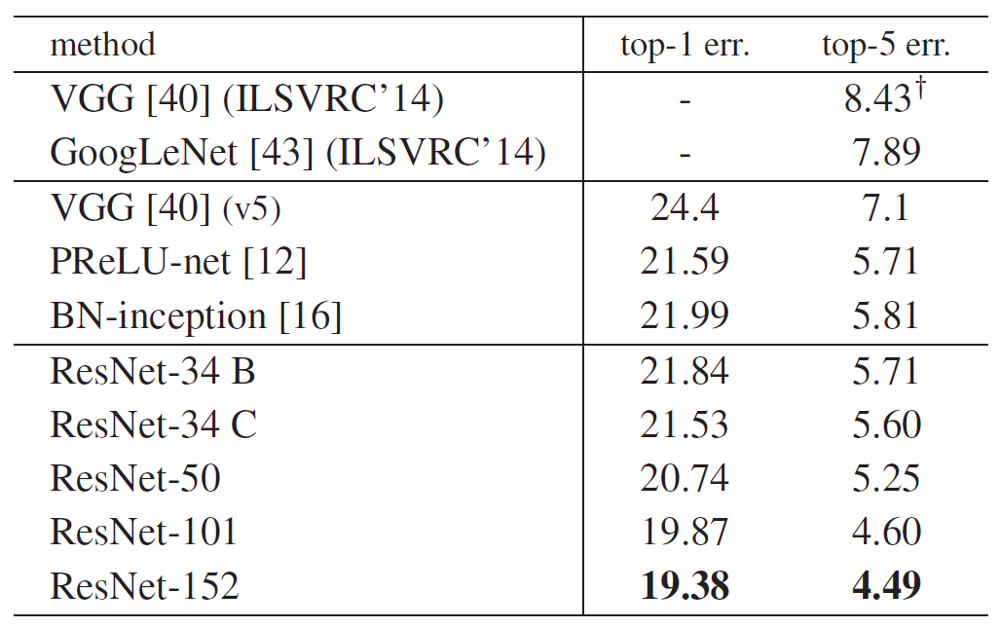 method top-1 err. top-5 err.
VGG [40] (ILSVRC’14) - 8.43†
GoogLeNet [43] (ILSVRC’14) - 7.89
VGG [40] (v5) 24.4 7.1
PReLU-net [12] 21.59 5.71
BN-inception [16] 21.99 5.81
ResNet-34 B 21.84 5.71
ResNet-34 C 21.53 5.60
ResNet-50 20.74 5.25
ResNet-101 19.87 4.60
ResNet-152 19.38 4.49